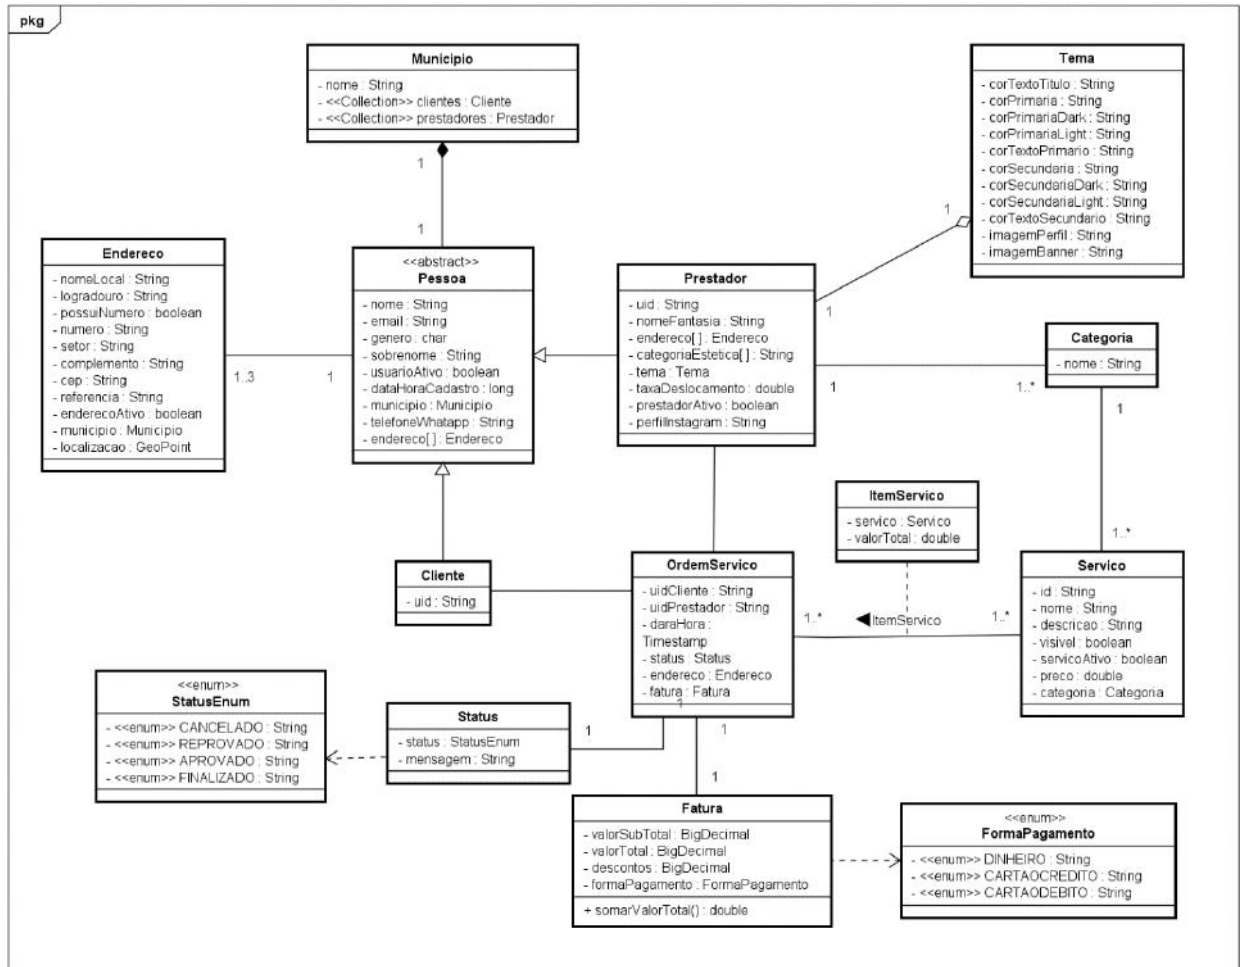 pkg
Municipio
- nome : String
- <<Collection>> clientes : Cliente
- <<Collection>> prestadores : Prestador
1
1
Tema
- corTextoTitulo : String
- corPrimaria : String
- corPrimariaDark : String
- corPrimariaLight : String
- corTextoPrimario : String
- corSecundaria : String
- corSecundariaDark : String
- corSecundariaLight : String
- corTextoSecundario : String
- imagemPerfil : String
- imagemBanner : String
1
1
Endereco
- nomeLocal : String
- logradouro : String
- possuiNumero : boolean
- numero : String
- setor : String
- complemento : String
- cep : String
- referencia : String
- enderecoAtivo : boolean
- municipio : Municipio
- localizacao : GeoPoint
1..3
1
<<abstract>>
Pessoa
- nome : String
- email : String
- genero : char
- sobrenome : String
- usuarioAtivo : boolean
- dataHoraCadastro : long
- municipio : Municipio
- telefoneWhatapp : String
- endereco[ ] : Endereco
Prestador
- uid : String
- nomeFantasia : String
- endereco[ ] : Endereco
- categoriaEstetica[ ] : String
- tema : Tema
- taxaDeslocamento : double
- prestadorAtivo : boolean
- perfilInstagram : String
1
1..*
Categoria
- nome : String
1
1..*
ItemServico
- servico : Servico
- valorTotal : double
Cliente
- uid : String
OrdemServico
- uidCliente : String
- uidPrestador : String
- daraHora :
Timestamp
- status : Status
- endereco : Endereco
- fatura : Fatura
1..*
◀ItemServico
1..*
Servico
- id : String
- nome : String
- descricao : String
- visivel : boolean
- servicoAtivo : boolean
- preco : double
- categoria : Categoria
<<enum>>
StatusEnum
- <<enum>> CANCELADO : String
- <<enum>> REPROVADO : String
- <<enum>> APROVADO : String
- <<enum>> FINALIZADO : String
Status
- status : StatusEnum
- mensagem : String
1
1
1
1
Fatura
- valorSubTotal : BigDecimal
- valorTotal : BigDecimal
- descontos : BigDecimal
- formaPagamento : FormaPagamento
+ somarValorTotal() : double
<<enum>>
FormaPagamento
- <<enum>> DINHEIRO : String
- <<enum>> CARTAOCREDITO : String
- <<enum>> CARTAODEBITO : String